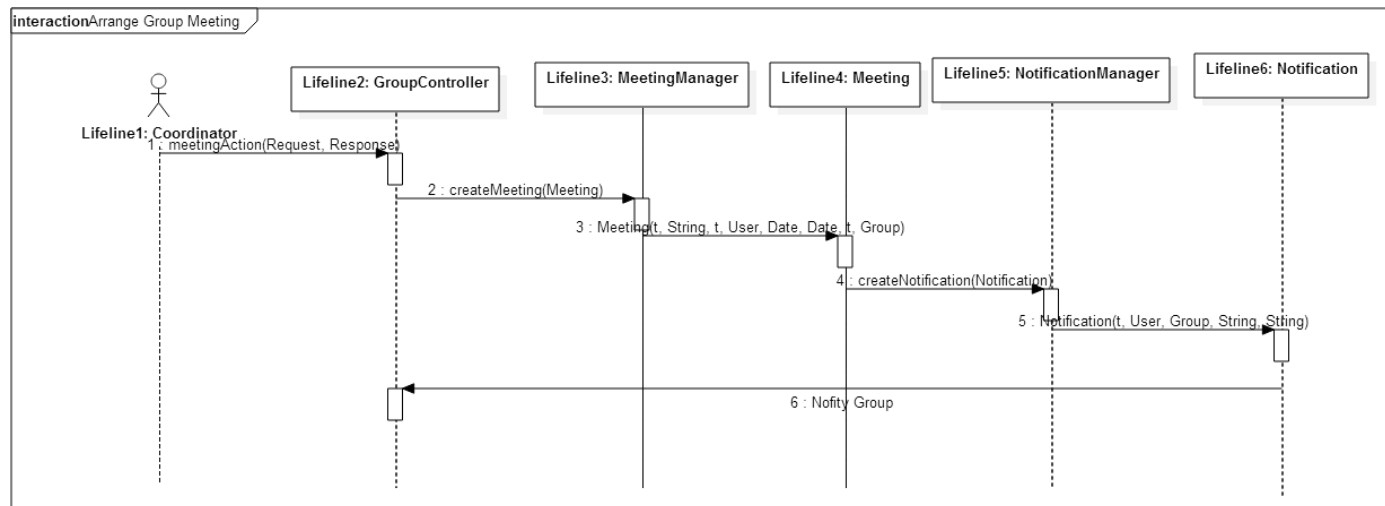 interactionArrange Group Meeting
Lifeline1: Coordinator
Lifeline2: GroupController
Lifeline3: MeetingManager
Lifeline4: Meeting
Lifeline5: NotificationManager
Lifeline6: Notification
1 : meetingAction(Request, Response)
2 : createMeeting(Meeting)
3 : Meeting(t, String, t, User, Date, Date, t, Group)
4 : createNotification(Notification)
5 : Notification(t, User, Group, String, String)
6 : Nofity Group